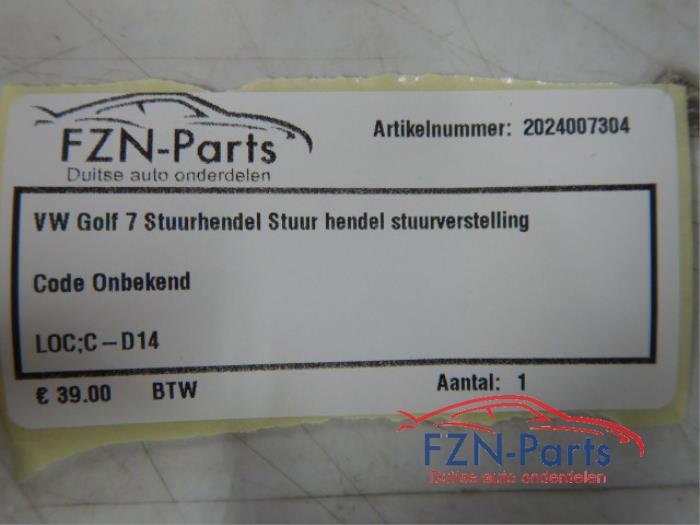 FZN-Parts
Duitse auto onderdelen
Artikelnummer: 2024007304
VW Golf 7 Stuurhendel Stuur hendel stuurverstelling
Code Onbekend
LOC;C-D14
€ 39.00 BTW Aantal: 1
FZN-Parts
Duitse auto onderdelen